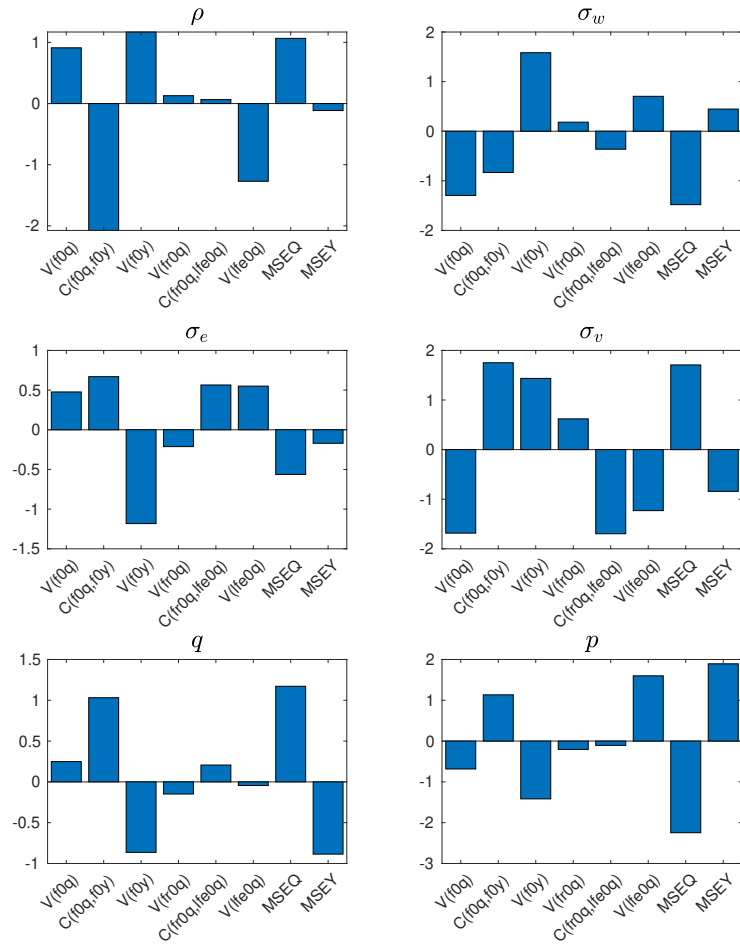 ρ
1
0
-1
-2
V(f0q)
C(f0q,f0y)
V(f0y)
V(fr0q)
C(fr0q,lfe0q)
V(lfe0q)
MSEQ
MSEY
σ_w
2
1
0
-1
-2
V(f0q)
C(f0q,f0y)
V(f0y)
V(fr0q)
C(fr0q,lfe0q)
V(lfe0q)
MSEQ
MSEY
σ_e
1
0.5
0
-0.5
-1
-1.5
V(f0q)
C(f0q,f0y)
V(f0y)
V(fr0q)
C(fr0q,lfe0q)
V(lfe0q)
MSEQ
MSEY
σ_v
2
1
0
-1
-2
V(f0q)
C(f0q,f0y)
V(f0y)
V(fr0q)
C(fr0q,lfe0q)
V(lfe0q)
MSEQ
MSEY
q
1.5
1
0.5
0
-0.5
-1
V(f0q)
C(f0q,f0y)
V(f0y)
V(fr0q)
C(fr0q,lfe0q)
V(lfe0q)
MSEQ
MSEY
p
2
1
0
-1
-2
-3
V(f0q)
C(f0q,f0y)
V(f0y)
V(fr0q)
C(fr0q,lfe0q)
V(lfe0q)
MSEQ
MSEY